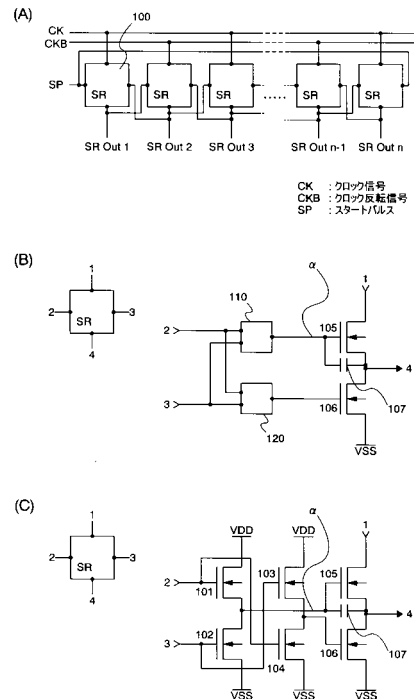 (A)
100
CK
CKB
SP
SR
SR
SR
SR
SR
SR Out 1
SR Out 2
SR Out 3
SR Out n-1
SR Out n
CK : クロック信号
CKB : クロック反転信号
SP : スタートパルス
(B)
1
2
SR
3
4
110
α
1
2
105
4
3
106
107
120
VSS
(C)
1
2
SR
3
4
VDD
VDD
α
1
2
101
103
105
4
3
102
104
106
107
VSS
VSS
VSS